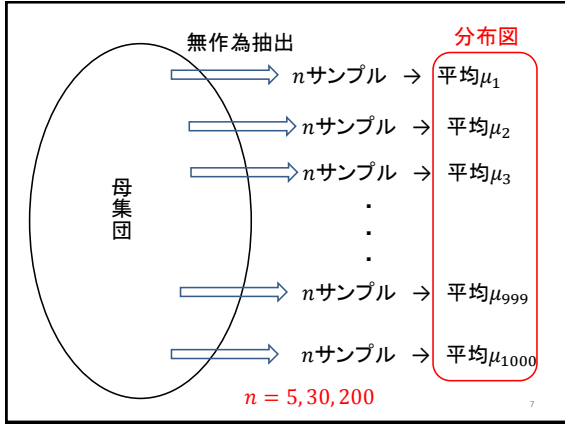 無作為抽出
分布図
nサンプル → 平均μ₁
nサンプル → 平均μ₂
nサンプル → 平均μ₃
母集団
・
・
・
nサンプル → 平均μ₉₉₉
nサンプル → 平均μ₁₀₀₀
n = 5, 30, 200
7